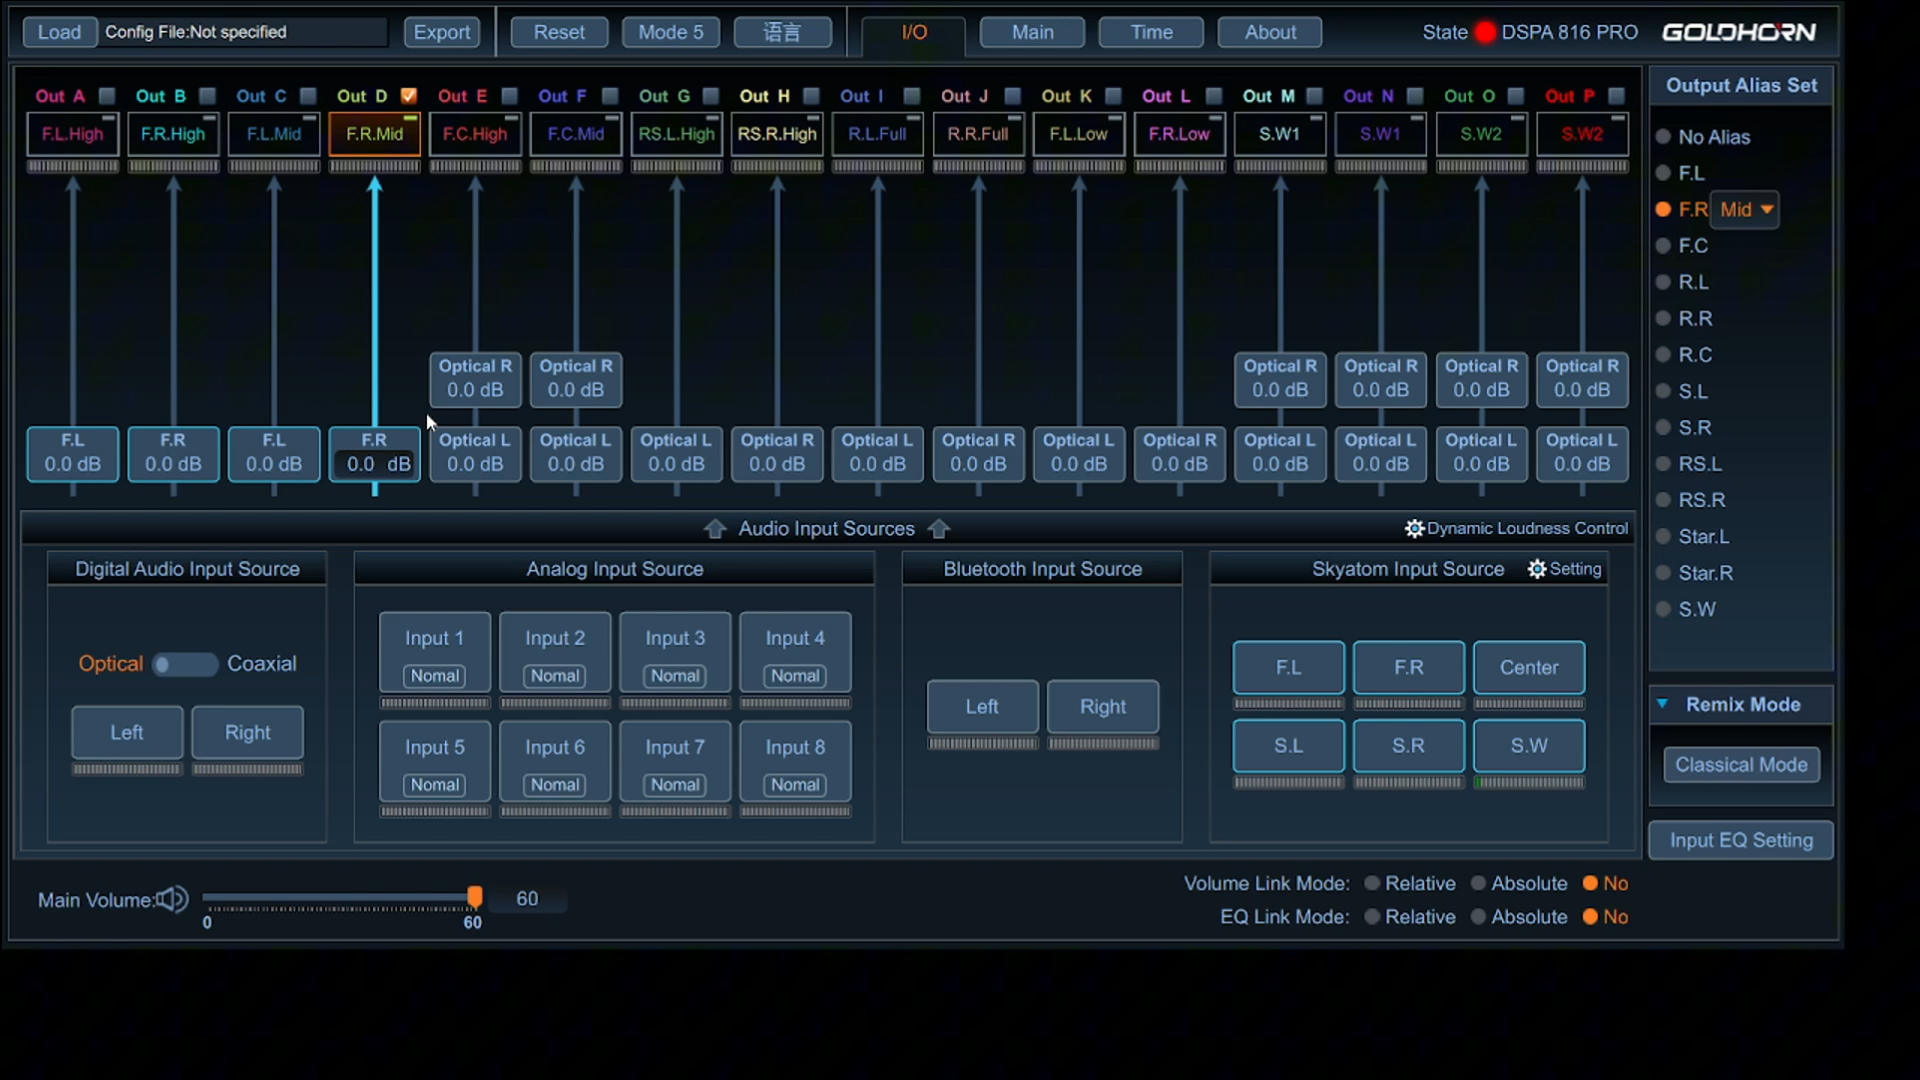 Load Config File:Not specified Export Reset Mode 5 语言 I/O Main Time About State DSPA 816 PRO GOLDHORN
Out A Out B Out C Out D Out E Out F Out G Out H Out I Out J Out K Out L Out M Out N Out O Out P
F.L.High F.R.High F.L.Mid F.R.Mid F.C.High F.C.Mid RS.L.High RS.R.High R.L.Full R.R.Full F.L.Low F.R.Low S.W1 S.W1 S.W2 S.W2
Optical R Optical R Optical R Optical R Optical R Optical R
0.0 dB 0.0 dB 0.0 dB 0.0 dB 0.0 dB 0.0 dB
F.L F.R F.L F.R Optical L Optical L Optical L Optical R Optical L Optical R Optical L Optical R Optical L Optical L Optical L Optical L
0.0 dB 0.0 dB 0.0 dB 0.0 dB 0.0 dB 0.0 dB 0.0 dB 0.0 dB 0.0 dB 0.0 dB 0.0 dB 0.0 dB 0.0 dB 0.0 dB 0.0 dB 0.0 dB
Audio Input Sources Dynamic Loudness Control
Digital Audio Input Source
Optical Coaxial
Left Right
Analog Input Source
Input 1 Input 2 Input 3 Input 4
Normal Normal Normal Normal
Input 5 Input 6 Input 7 Input 8
Normal Normal Normal Normal
Bluetooth Input Source
Left Right
Skyatom Input Source Setting
F.L F.R Center
S.L S.R S.W
Output Alias Set
No Alias
F.L
F.R Mid
F.C
R.L
R.R
R.C
S.L
S.R
RS.L
RS.R
Star.L
Star.R
S.W
Remix Mode
Classical Mode
Input EQ Setting
Main Volume: 60
0 60
Volume Link Mode: Relative Absolute No
EQ Link Mode: Relative Absolute No